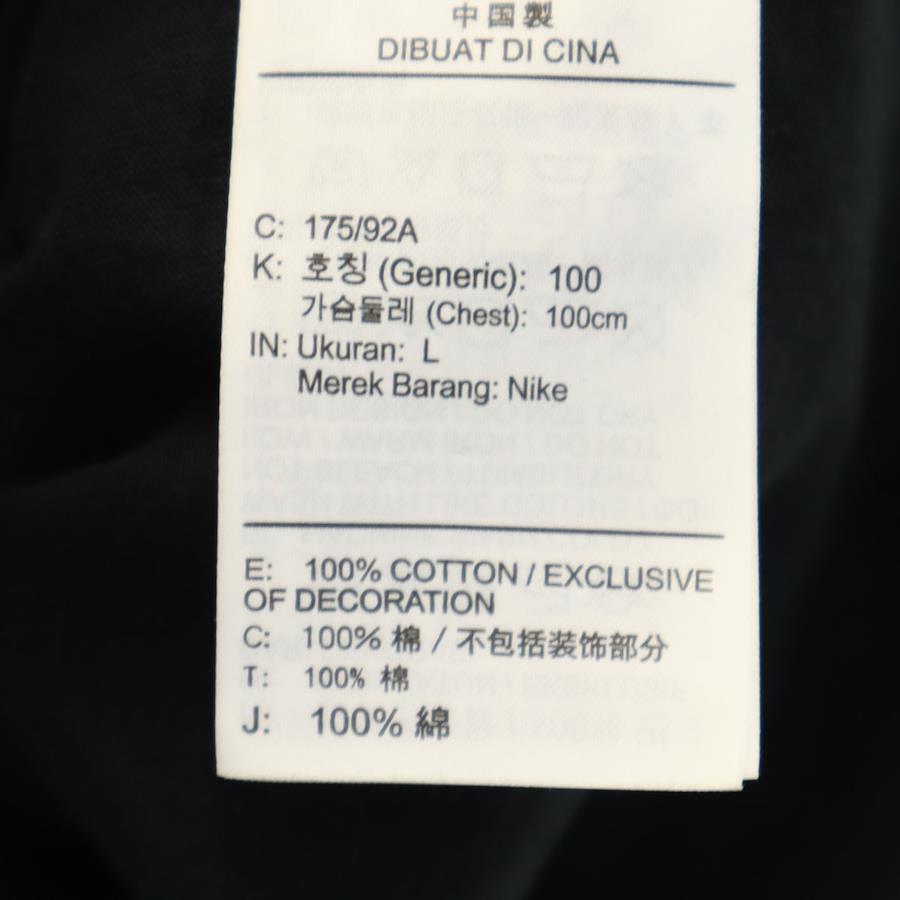 中国製
DIBUAT DI CINA
C: 175/92A
K: 호칭 (Generic): 100
가슴둘레 (Chest): 100cm
IN: Ukuran: L
Merek Barang: Nike
E: 100% COTTON / EXCLUSIVE
OF DECORATION
C: 100% 棉 / 不包括装饰部分
T: 100% 棉
J: 100% 綿